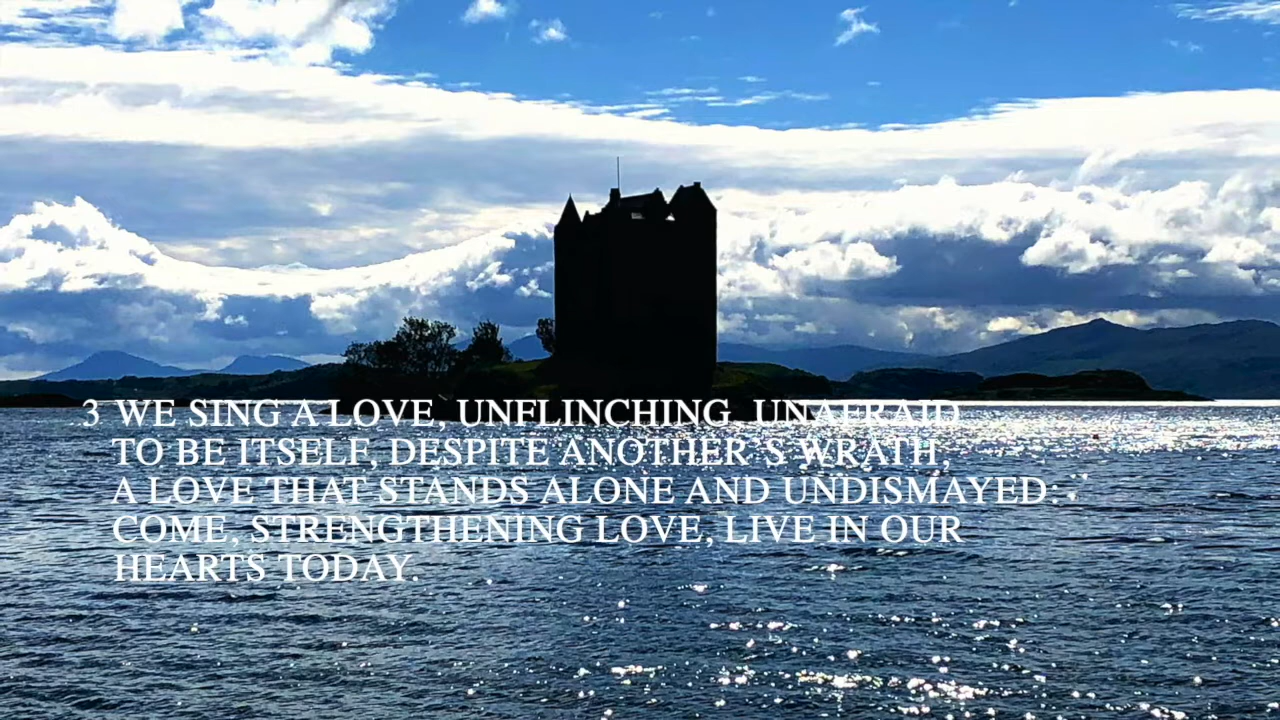 3 WE SING A LOVE, UNFLINCHING, UNAFRAID
TO BE ITSELF, DESPITE ANOTHER’S WRATH,
A LOVE THAT STANDS ALONE AND UNDISMAYED:
COME, STRENGTHENING LOVE, LIVE IN OUR
HEARTS TODAY.